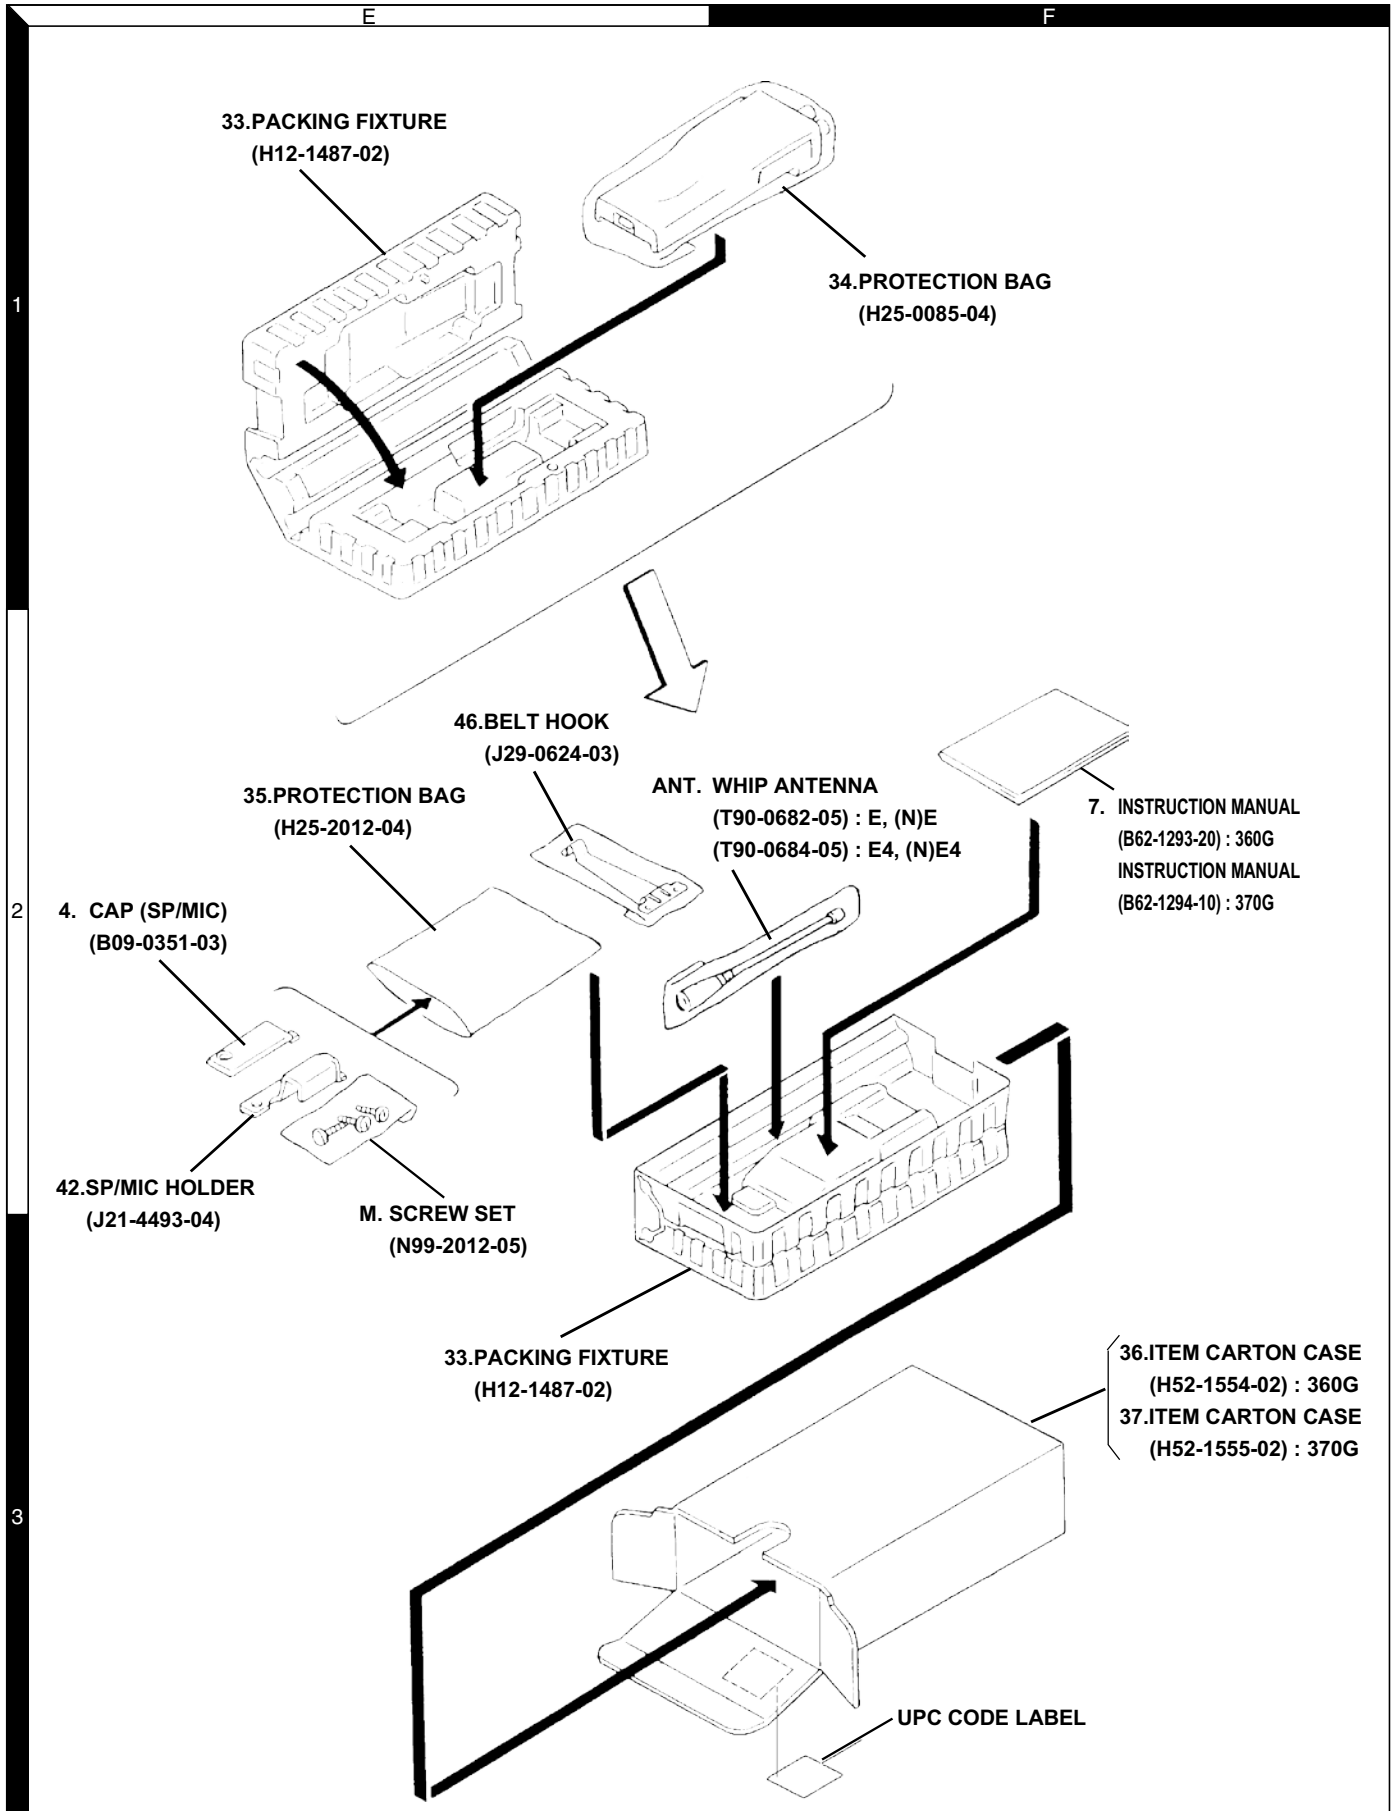 E
F
33.PACKING FIXTURE
(H12-1487-02)
34.PROTECTION BAG
(H25-0085-04)
1
46.BELT HOOK
(J29-0624-03)
35.PROTECTION BAG
(H25-2012-04)
ANT. WHIP ANTENNA
(T90-0682-05) : E, (N)E
(T90-0684-05) : E4, (N)E4
7. INSTRUCTION MANUAL
(B62-1293-20) : 360G
INSTRUCTION MANUAL
(B62-1294-10) : 370G
2
4. CAP (SP/MIC)
(B09-0351-03)
42.SP/MIC HOLDER
(J21-4493-04)
M. SCREW SET
(N99-2012-05)
33.PACKING FIXTURE
(H12-1487-02)
36.ITEM CARTON CASE
(H52-1554-02) : 360G
37.ITEM CARTON CASE
(H52-1555-02) : 370G
3
UPC CODE LABEL